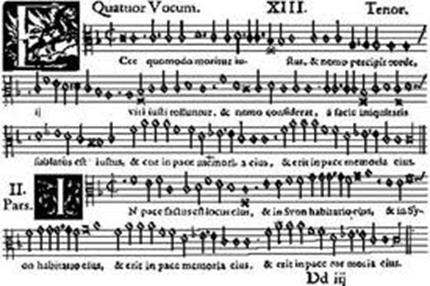 Quatuor Vocum. XIII. Tenor.
E Cce quomodo moritur iu- stus, & nemo percipit corde,
ij viri iusti tolluntur, & nemo considerat, à facie iniquitatis
sublatus est iustus, & erit in pace memoria eius, & erit in pace memoria eius.
II. Pars.
I N pace factus est locus eius, & in Syon habitatio eius, & in Sy-
on habitatio eius, & erit in pace memoria eius, & erit in pace memoria eius.
Dd iij